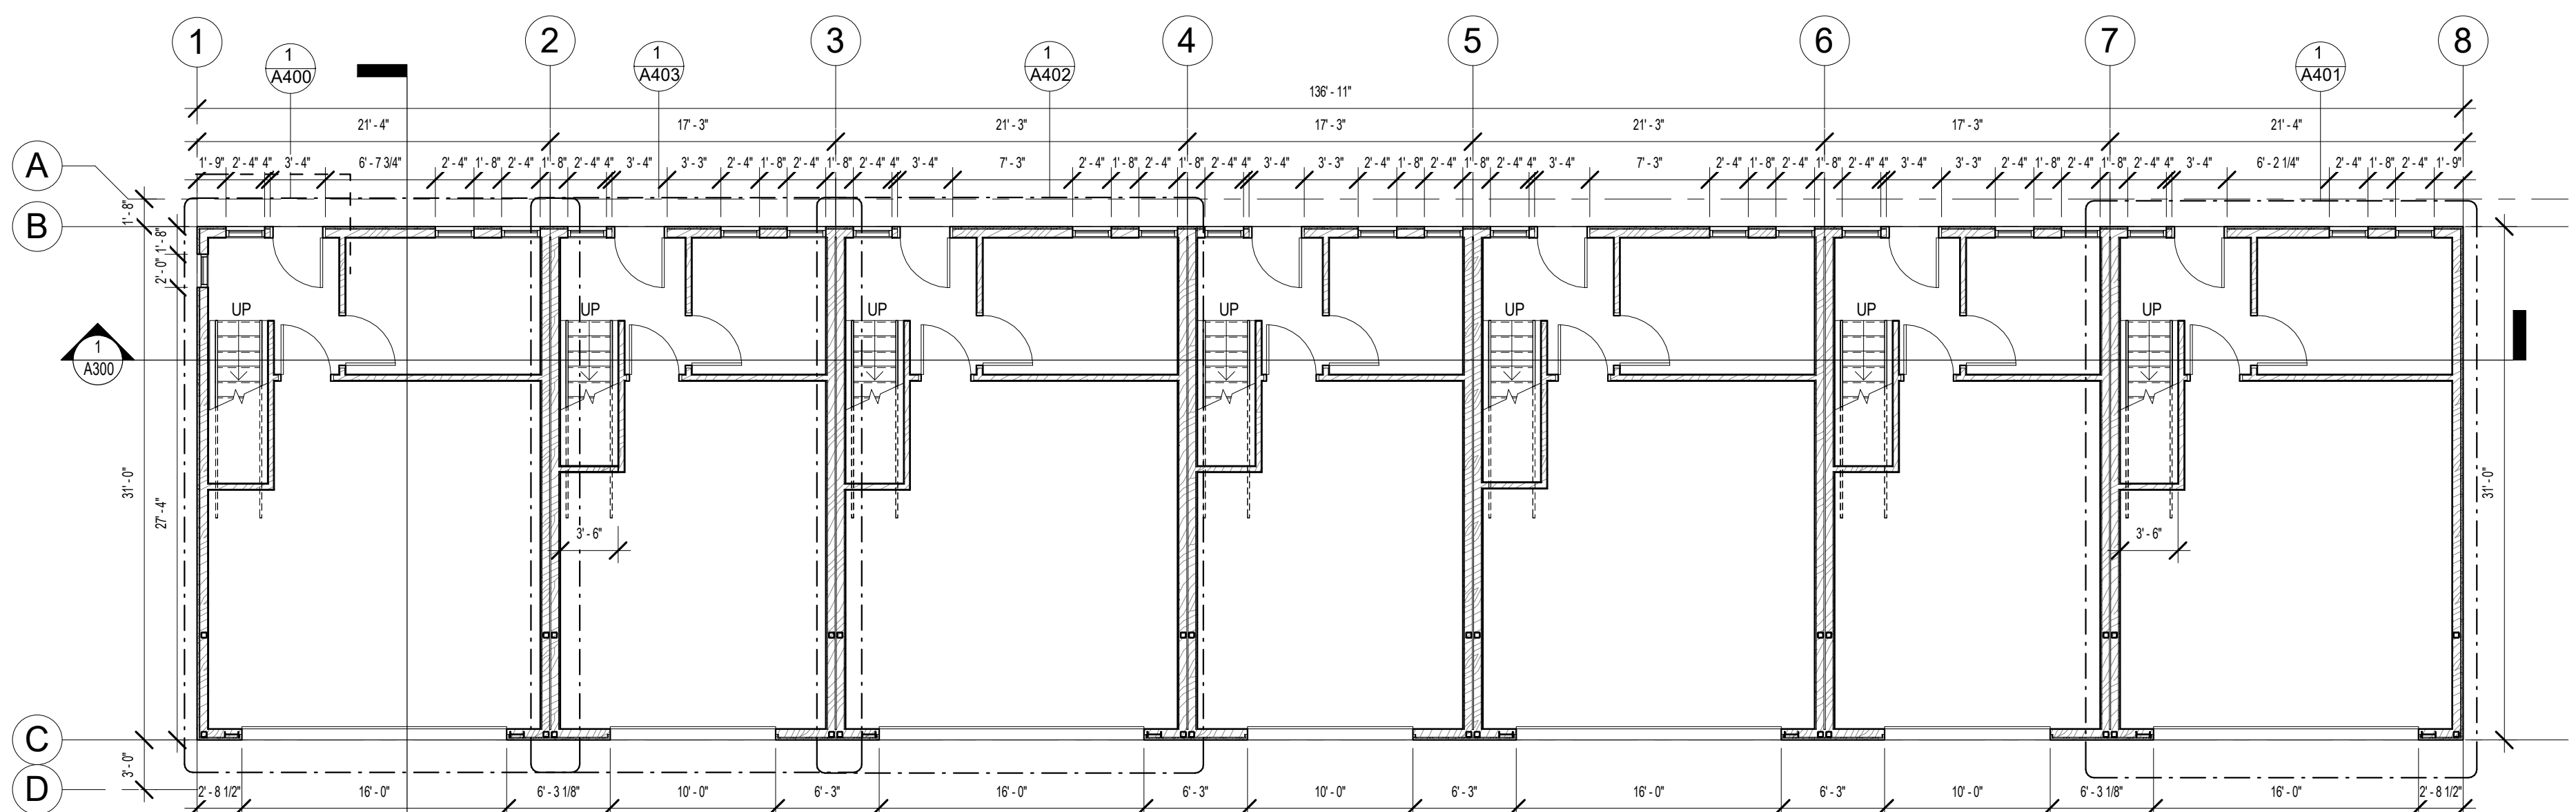 1 2 3 4 5 6 7 8
1 A400
1 A403
1 A402
1 A401
136' - 11"
21' - 4" 17' - 3" 21' - 3" 17' - 3" 21' - 3" 17' - 3" 21' - 4"
A
1' - 9" 2' - 4" 4" 3' - 4" 6' - 7 3/4" 2' - 4" 1' - 8" 2' - 4" 1' - 8" 2' - 4" 4" 3' - 4" 3' - 3" 2' - 4" 1' - 8" 2' - 4" 1' - 8" 2' - 4" 4" 3' - 4" 7' - 3" 2' - 4" 1' - 8" 2' - 4" 1' - 8" 2' - 4" 4" 3' - 4" 3' - 3" 2' - 4" 1' - 8" 2' - 4" 1' - 8" 2' - 4" 4" 3' - 4" 7' - 3" 2' - 4" 1' - 8" 2' - 4" 1' - 8" 2' - 4" 4" 3' - 4" 3' - 3" 2' - 4" 1' - 8" 2' - 4" 1' - 8" 2' - 4" 4" 3' - 4" 6' - 2 1/4" 2' - 4" 1' - 8" 2' - 4" 1' - 9"
1' - 8"
B
1' - 8"
2' - 0"
UP UP UP UP UP UP UP
1
A300
31' - 0"
27' - 4"
31' - 0"
3' - 6" 3' - 6"
C
3' - 0"
D
2' - 8 1/2" 16' - 0" 6' - 3 1/8" 10' - 0" 6' - 3" 16' - 0" 6' - 3" 10' - 0" 6' - 3" 16' - 0" 6' - 3" 10' - 0" 6' - 3 1/8" 16' - 0" 2' - 8 1/2"